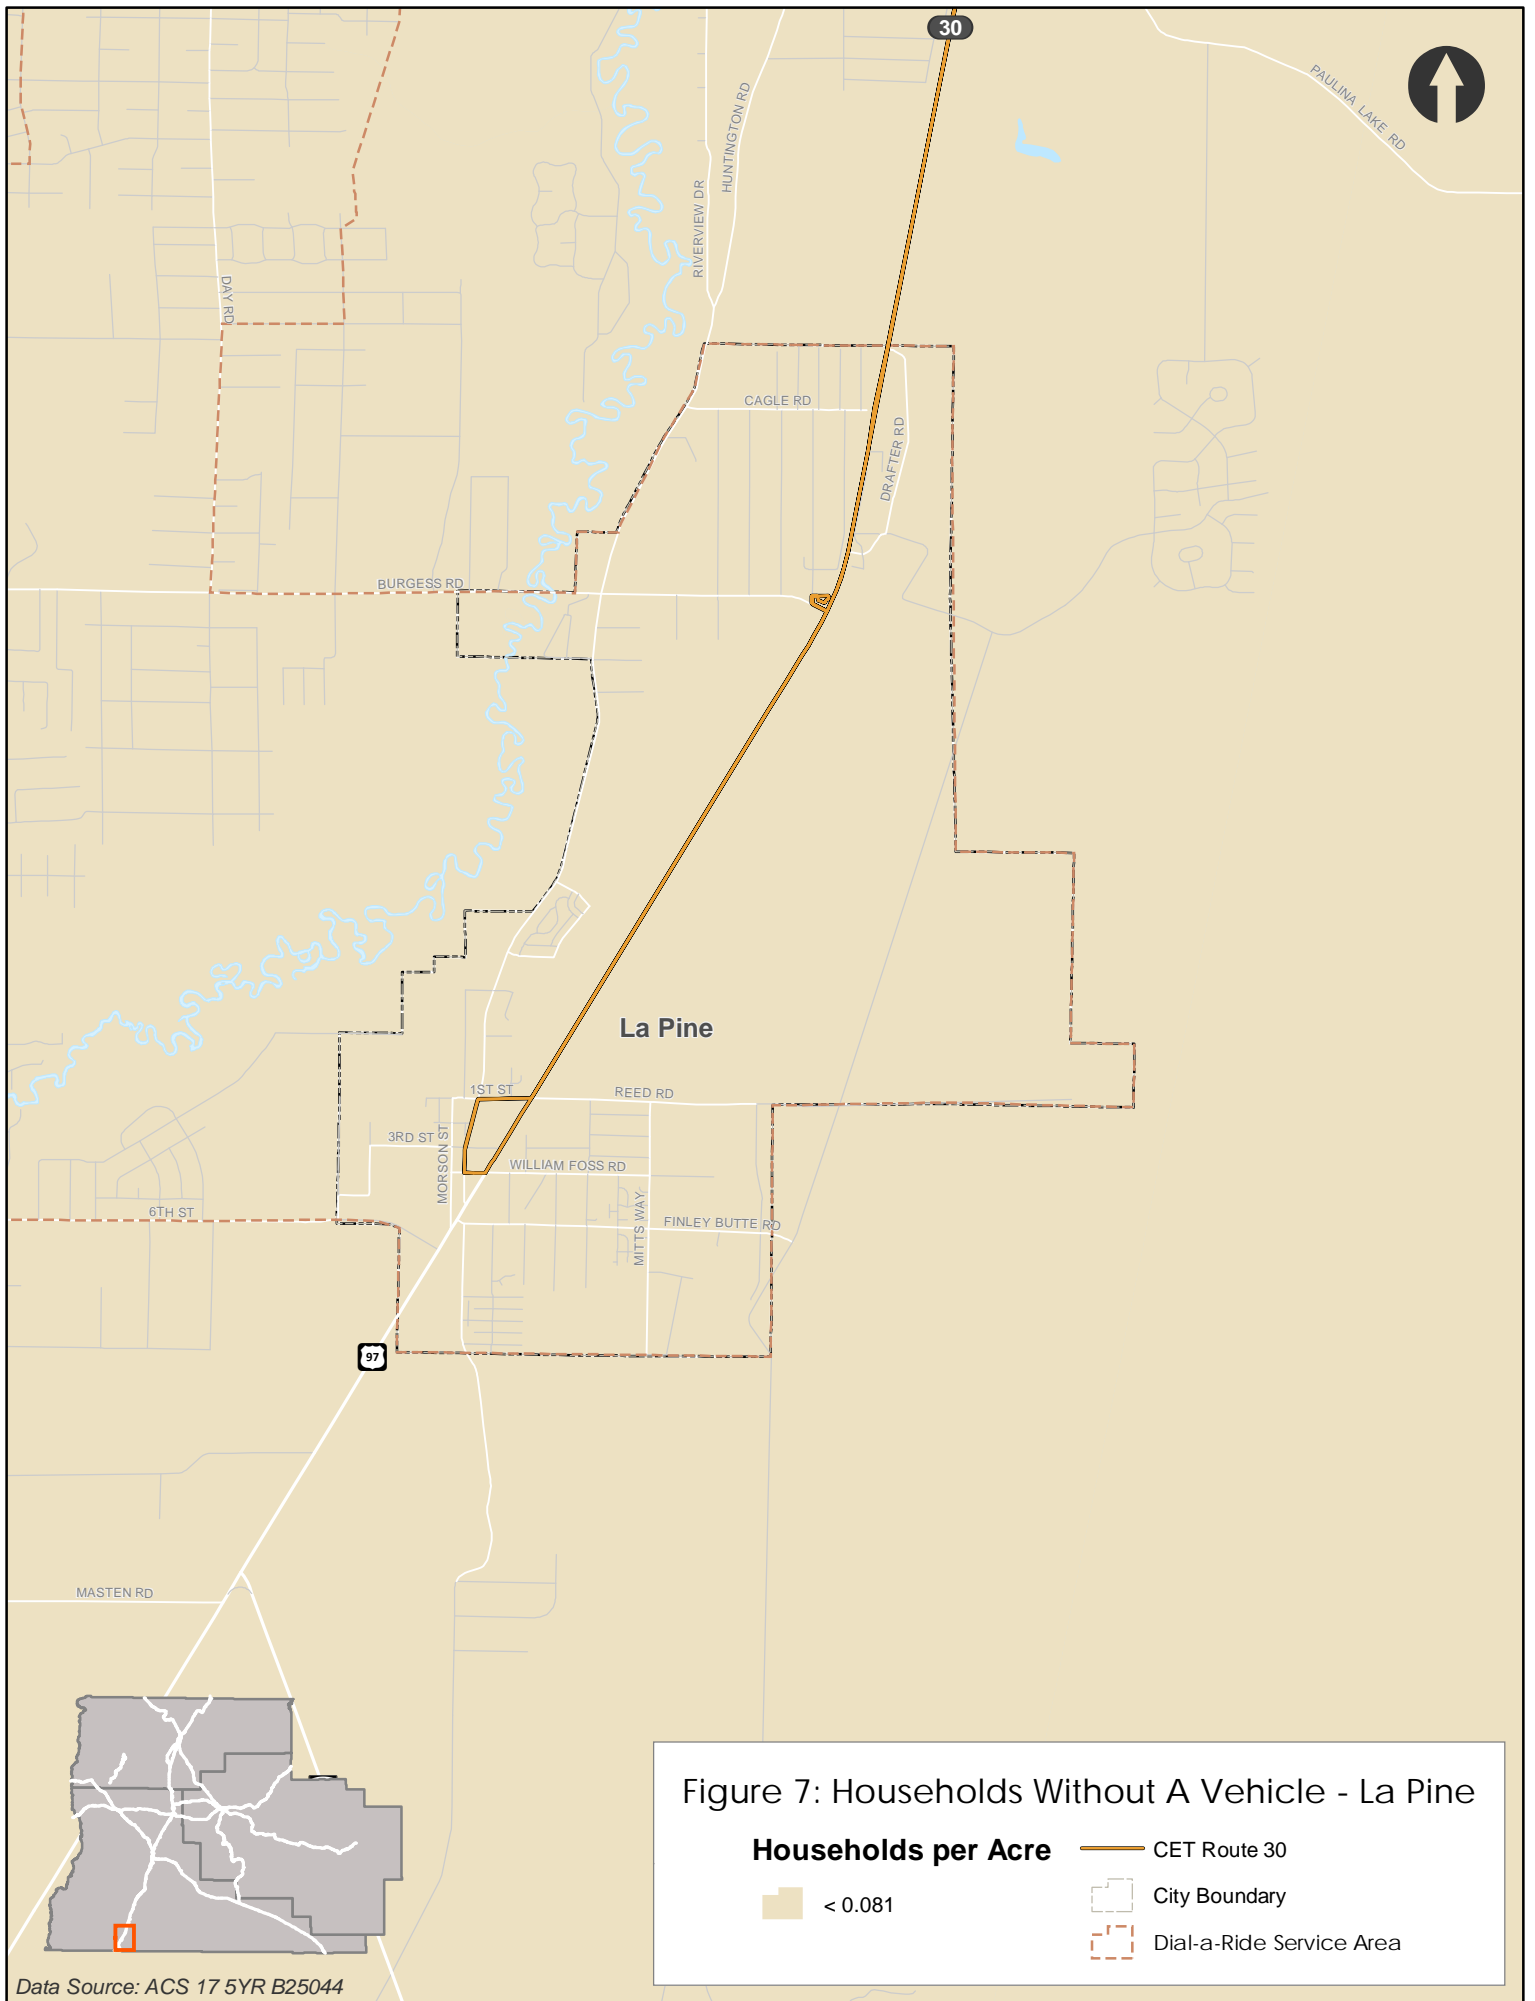 30
PAULINA LAKE RD
HUNTINGTON RD
RIVERVIEW DR
DAY RD
CAGLE RD
DRAFTER RD
BURGESS RD
La Pine
1ST ST
REED RD
3RD ST
MORSON ST
WILLIAM FOSS RD
6TH ST
MITTS WAY
FINLEY BUTTE RD
97
MASTEN RD
Figure 7: Households Without A Vehicle - La Pine
Households per Acre
< 0.081
CET Route 30
City Boundary
Dial-a-Ride Service Area
Data Source: ACS 17 5YR B25044